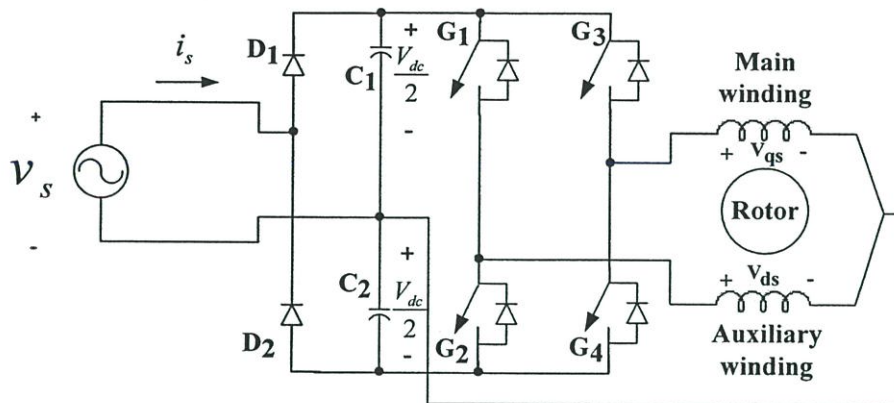 i_s
D1
+
C1
V_dc
2
-
G1
G3
Main
winding
+
v_s
-
+ V_qs -
Rotor
+ V_ds -
Auxiliary
winding
D2
C2
+
V_dc
2
-
G2
G4